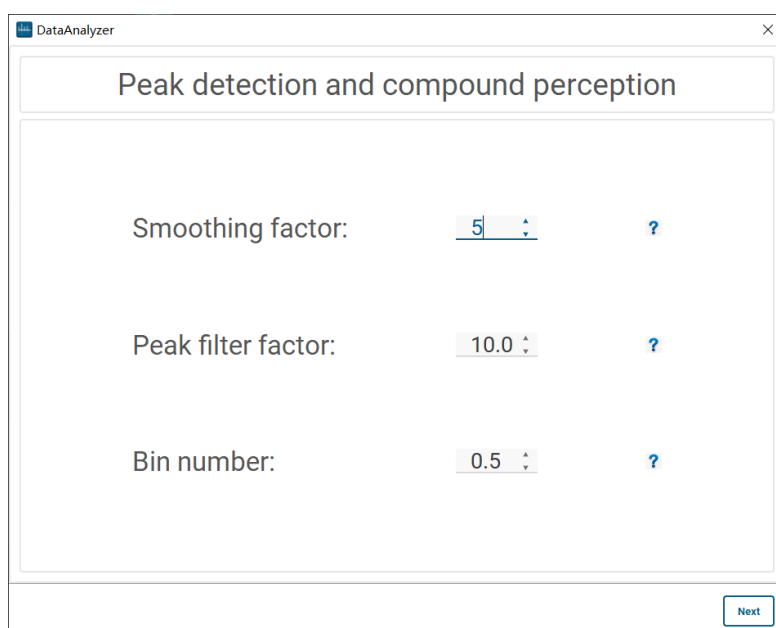 DataAnalyzer
Peak detection and compound perception
Smoothing factor: 5 ?
Peak filter factor: 10.0 ?
Bin number: 0.5 ?
Next